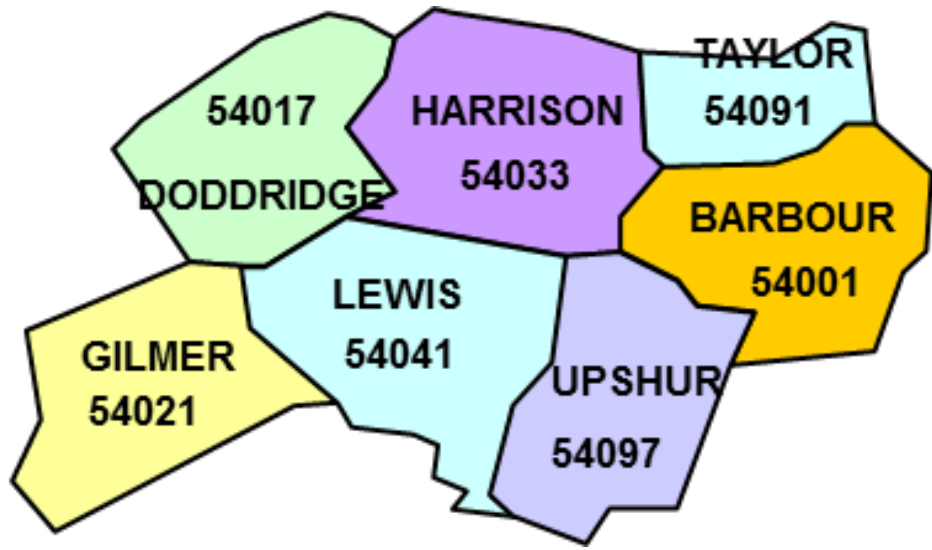 54017
DODDRIDGE
HARRISON
54033
TAYLOR
54091
BARBOUR
54001
LEWIS
54041
GILMER
54021
UPSHUR
54097